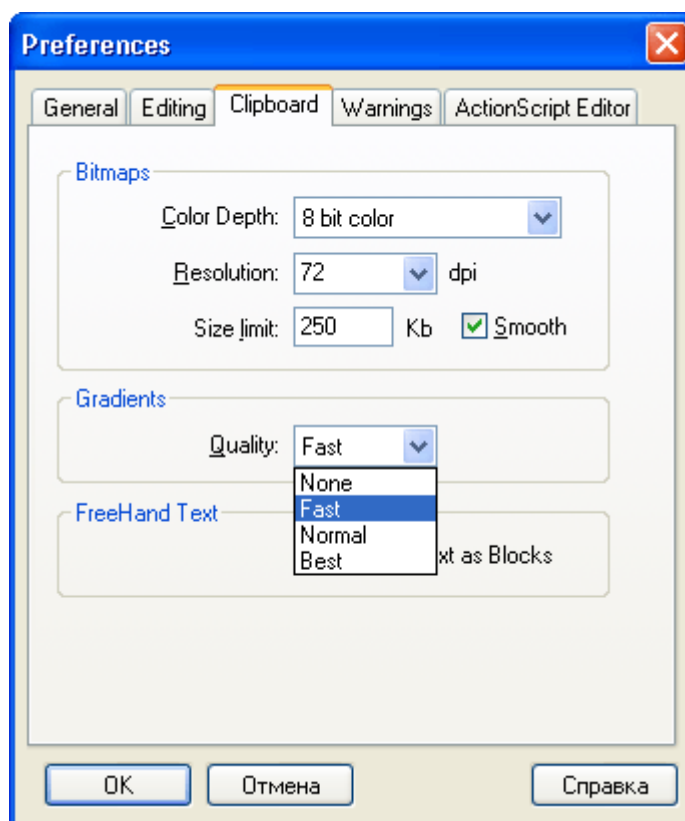 Preferences
General Editing Clipboard Warnings ActionScript Editor
Bitmaps
Color Depth: 8 bit color
Resolution: 72 dpi
Size limit: 250 Kb Smooth
Gradients
Quality: Fast
None
Fast
FreeHand Text
Normal
Best as Blocks
OK Отмена Справка